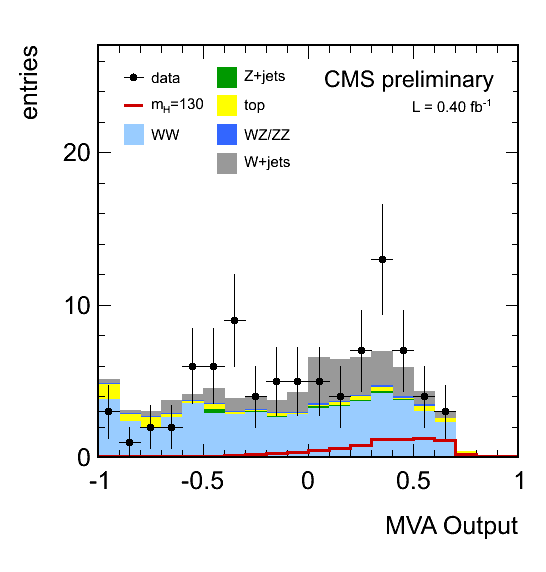 entries
CMS preliminary
L = 0.40 fb-1
data
mH=130
WW
Z+jets
top
WZ/ZZ
W+jets
20
10
0
-1
-0.5
0
0.5
1
MVA Output